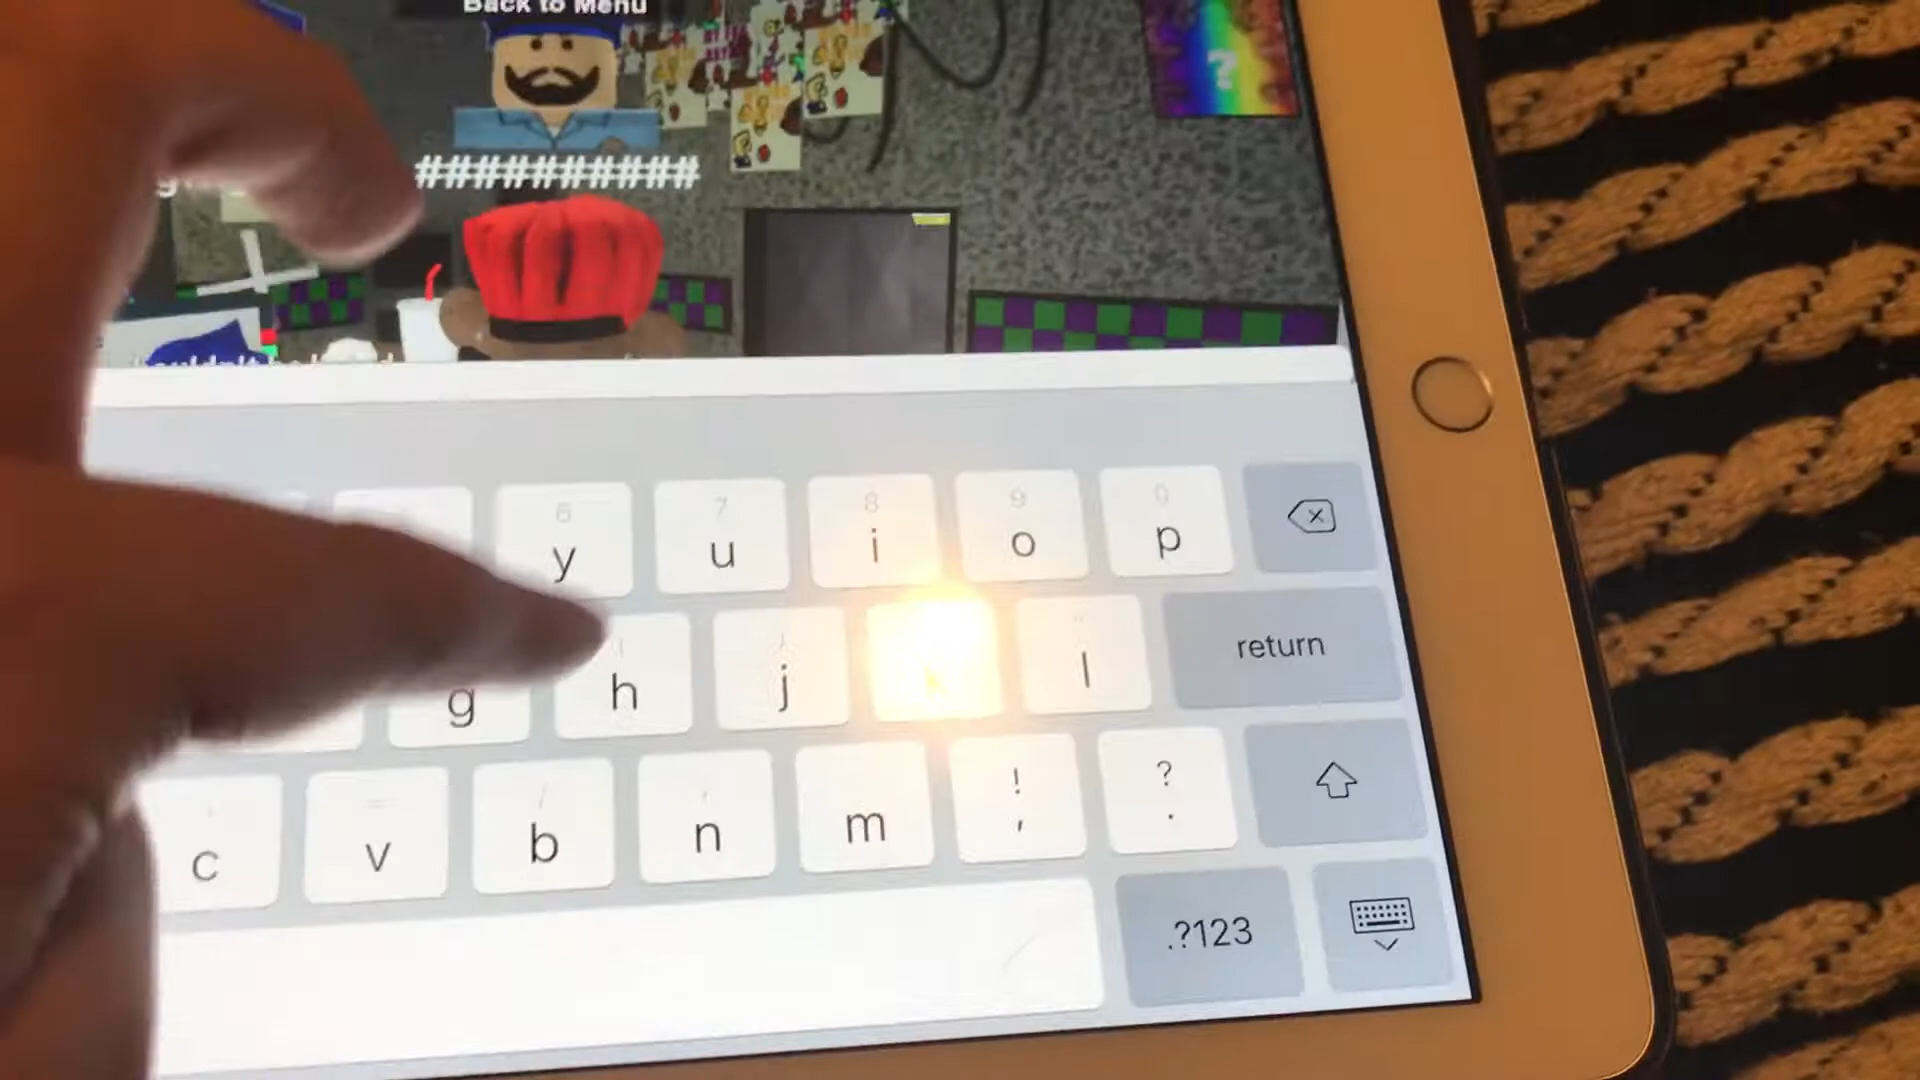 Back to Menu
?
##########
6 7 8 9 0
y u i o p
g h j l return
! ?
c v b n m , .
.?123